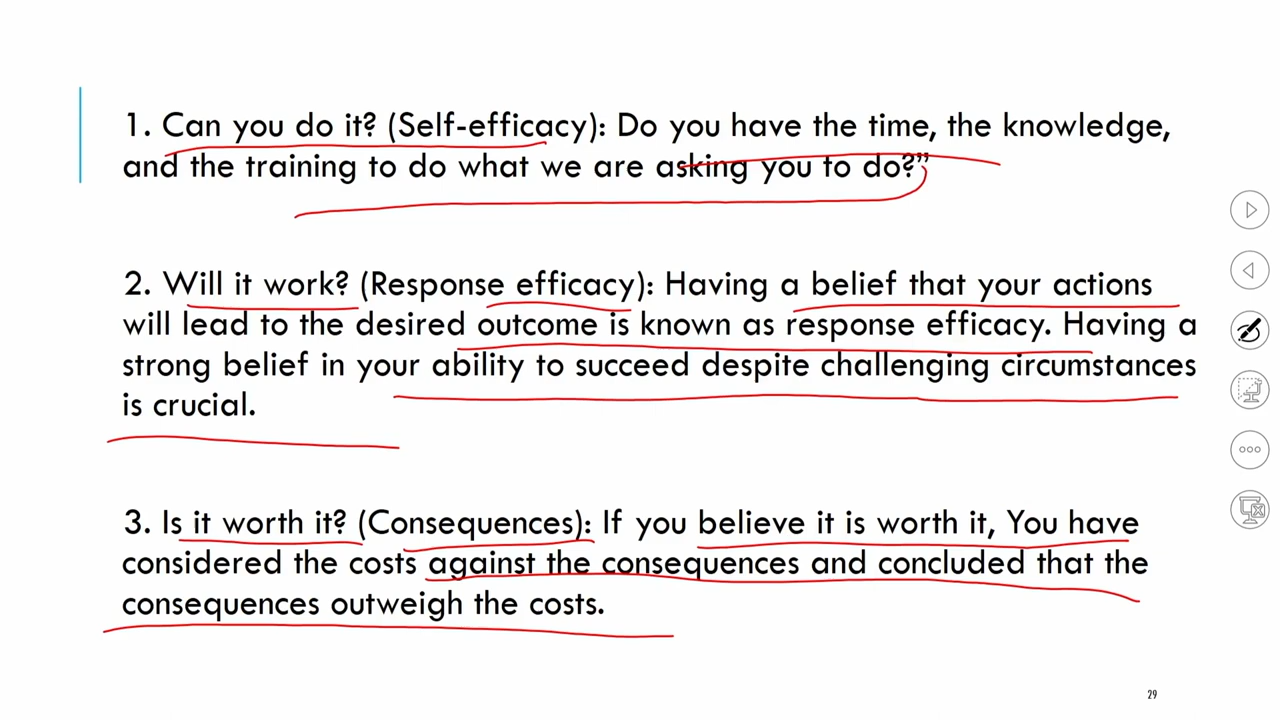 1. Can you do it? (Self-efficacy): Do you have the time, the knowledge,
and the training to do what we are asking you to do?”
2. Will it work? (Response efficacy): Having a belief that your actions
will lead to the desired outcome is known as response efficacy. Having a
strong belief in your ability to succeed despite challenging circumstances
is crucial.
3. Is it worth it? (Consequences): If you believe it is worth it, You have
considered the costs against the consequences and concluded that the
consequences outweigh the costs.
29